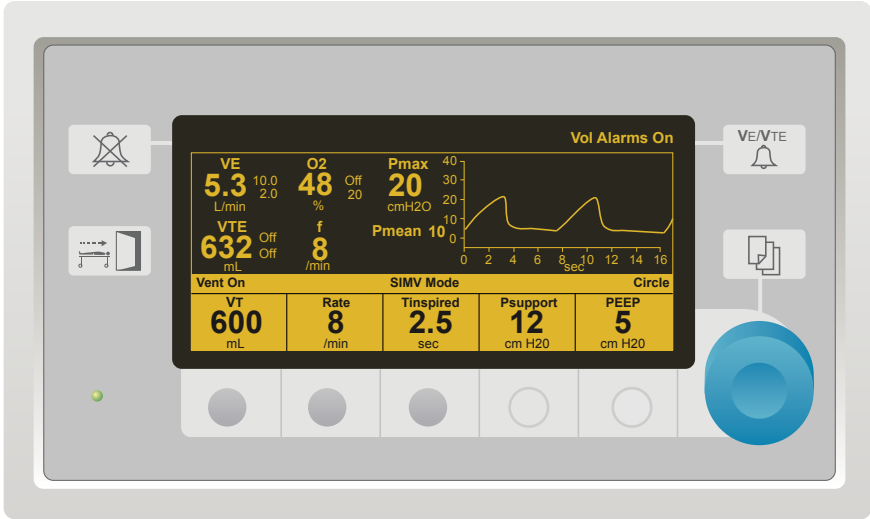 Vol Alarms On
VE/VTE
VE O2 Pmax
5.3 10.0 2.0 48 Off 20 20
L/min % cmH2O
VTE f Pmean 10
632 Off Off 8
mL /min
40
30
20
10
0
0 2 4 6 8 10 12 14 16
sec
Vent On SIMV Mode Circle
VT Rate Tinspired Psupport PEEP
600 8 2.5 12 5
mL /min sec cm H20 cm H20